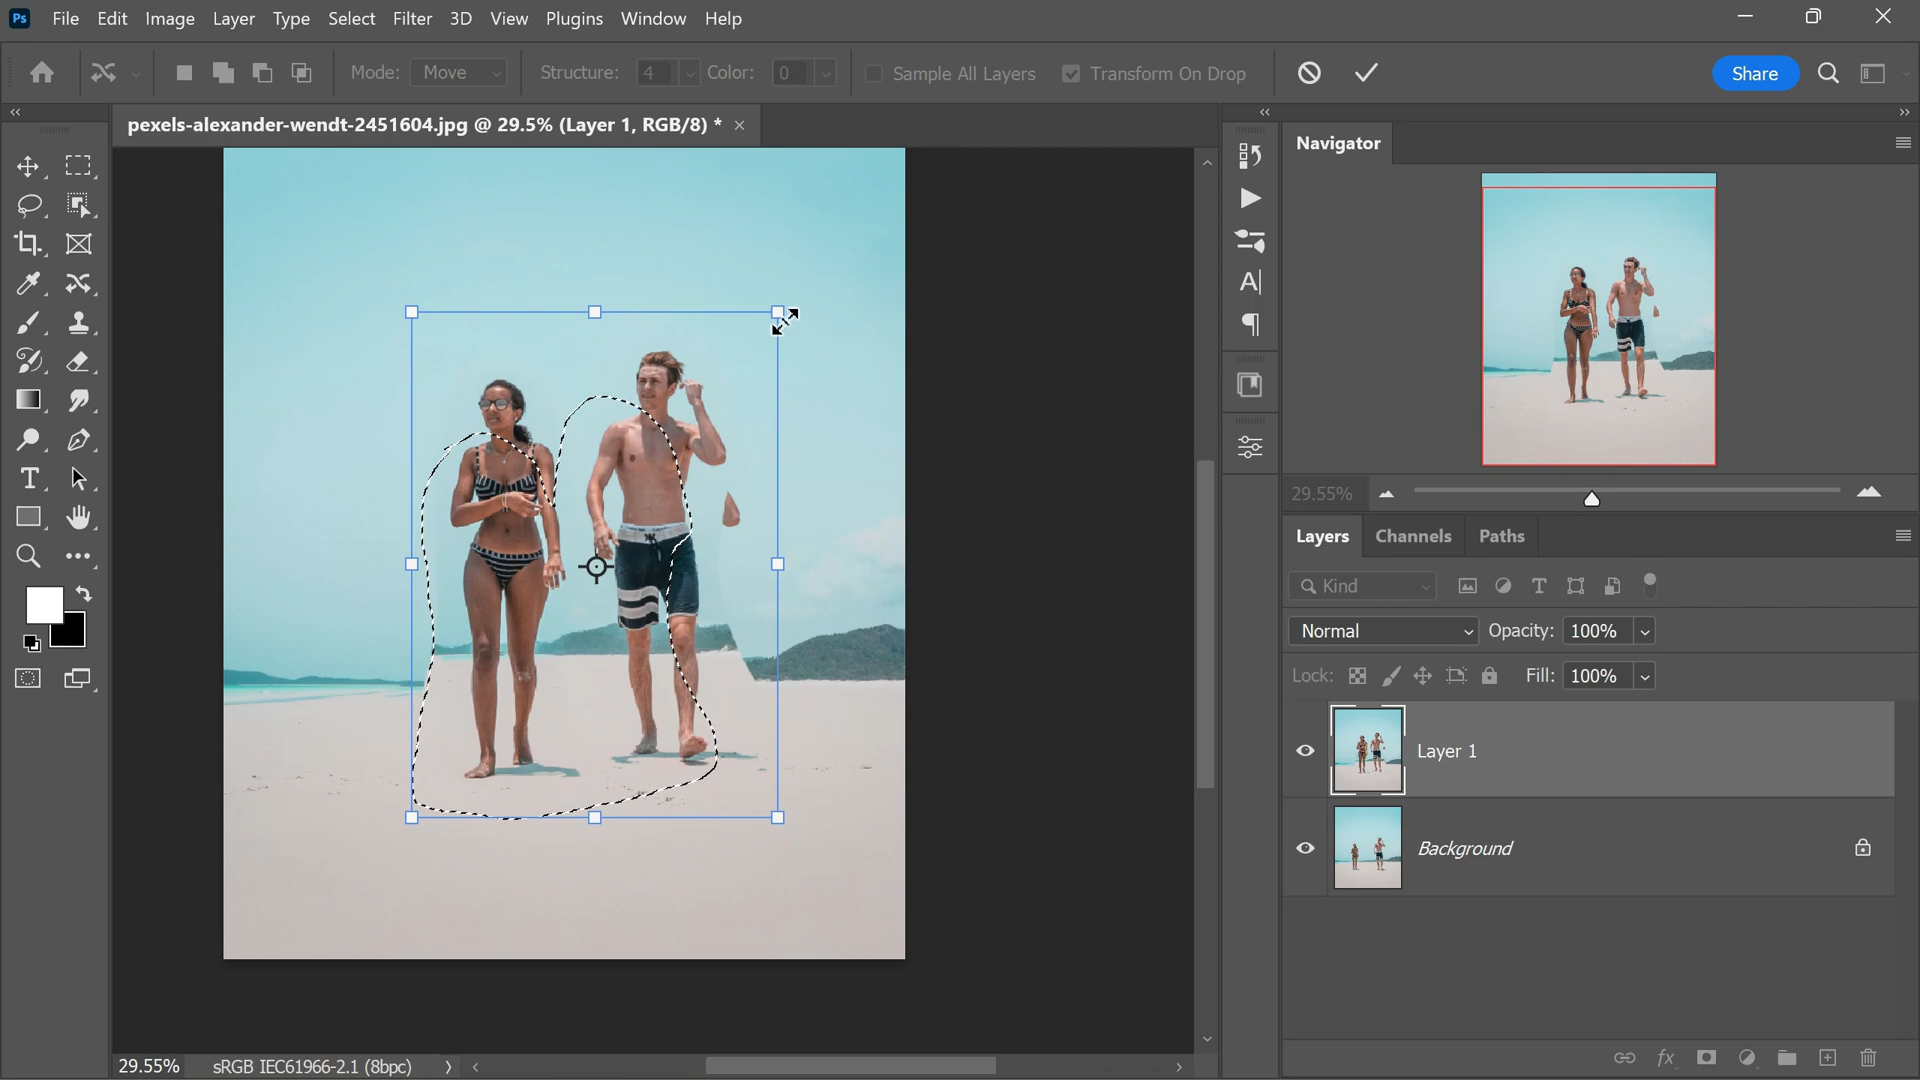 Ps File Edit Image Layer Type Select Filter 3D View Plugins Window Help
Mode: Move Structure: 4 Color: 0 Sample All Layers Transform On Drop Share
pexels-alexander-wendt-2451604.jpg @ 29.5% (Layer 1, RGB/8) *
Navigator
29.55%
Layers Channels Paths
Kind
Normal Opacity: 100%
Lock: Fill: 100%
Layer 1
Background
29.55% sRGB IEC61966-2.1 (8bpc)